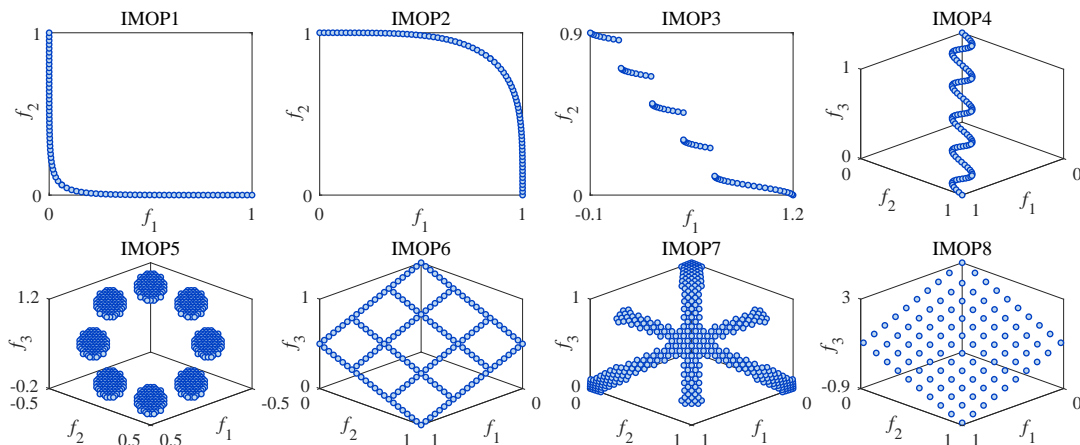 IMOP1 IMOP2 IMOP3 IMOP4
1 1 0.9 1
f2 f2 f2 f3
0 0 0 0
0 1 0 1 -0.1 1.2 0 1 1 0
f1 f1 f1 f2 f1
IMOP5 IMOP6 IMOP7 IMOP8
1.2 1 1 3
f3 f3 f3 f3
-0.2 0 0 -0.9
-0.5 0.5 0.5 -0.5 0 1 1 0 0 1 1 0 0 1 1 0
f2 f1 f2 f1 f2 f1 f2 f1